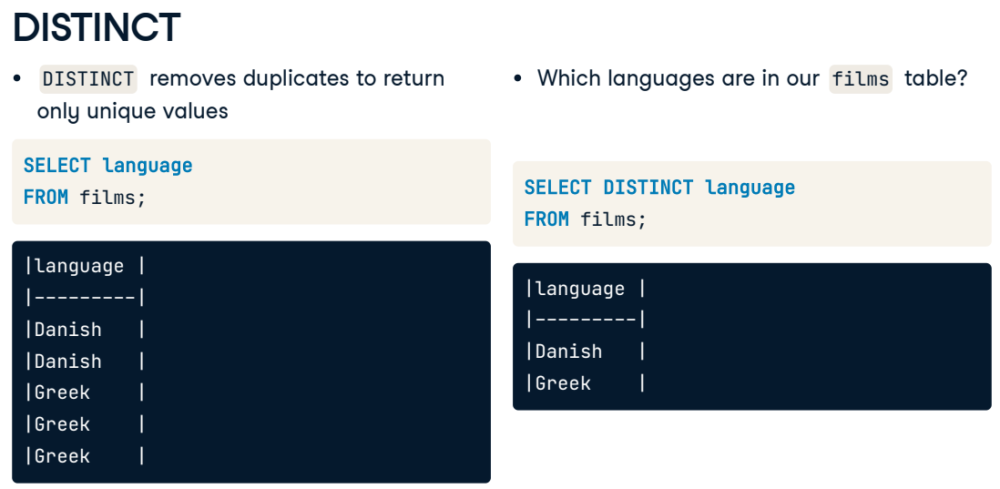 DISTINCT
• DISTINCT removes duplicates to return
only unique values
SELECT language
FROM films;
|language |
|---------|
|Danish   |
|Danish   |
|Greek    |
|Greek    |
|Greek    |
• Which languages are in our films table?
SELECT DISTINCT language
FROM films;
|language |
|---------|
|Danish   |
|Greek    |